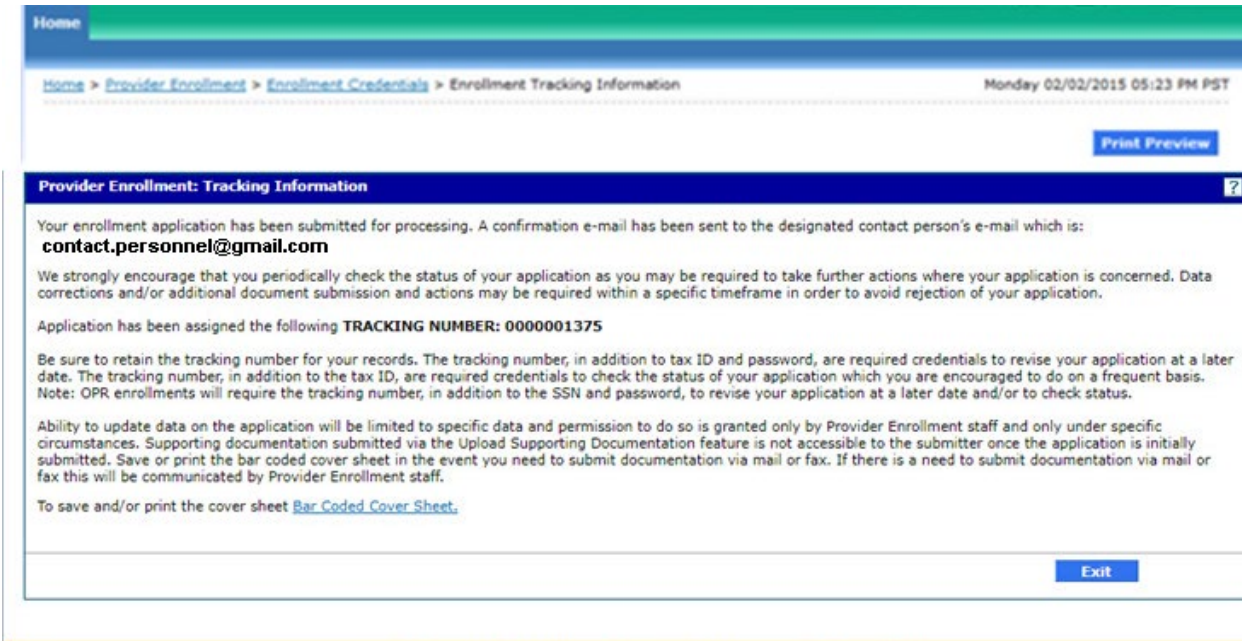 Home
Home > Provider Enrollment > Enrollment Credentials > Enrollment Tracking Information Monday 02/02/2015 05:23 PM PST
Print Preview
Provider Enrollment: Tracking Information ?
Your enrollment application has been submitted for processing. A confirmation e-mail has been sent to the designated contact person's e-mail which is:
contact.personnel@gmail.com
We strongly encourage that you periodically check the status of your application as you may be required to take further actions where your application is concerned. Data
corrections and/or additional document submission and actions may be required within a specific timeframe in order to avoid rejection of your application.
Application has been assigned the following TRACKING NUMBER: 0000001375
Be sure to retain the tracking number for your records. The tracking number, in addition to tax ID and password, are required credentials to revise your application at a later
date. The tracking number, in addition to the tax ID, are required credentials to check the status of your application which you are encouraged to do on a frequent basis.
Note: OPR enrollments will require the tracking number, in addition to the SSN and password, to revise your application at a later date and/or to check status.
Ability to update data on the application will be limited to specific data and permission to do so is granted only by Provider Enrollment staff and only under specific
circumstances. Supporting documentation submitted via the Upload Supporting Documentation feature is not accessible to the submitter once the application is initially
submitted. Save or print the bar coded cover sheet in the event you need to submit documentation via mail or fax. If there is a need to submit documentation via mail or
fax this will be communicated by Provider Enrollment staff.
To save and/or print the cover sheet Bar Coded Cover Sheet.
Exit